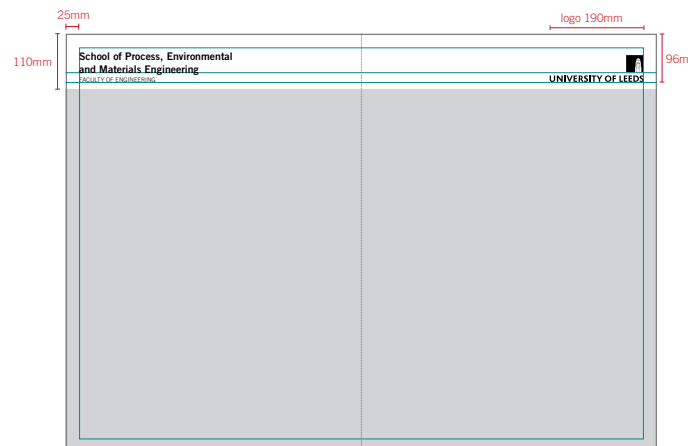 25mm
logo 190mm
110mm
School of Process, Environmental
and Materials Engineering
FACULTY OF ENGINEERING
UNIVERSITY OF LEEDS
96m